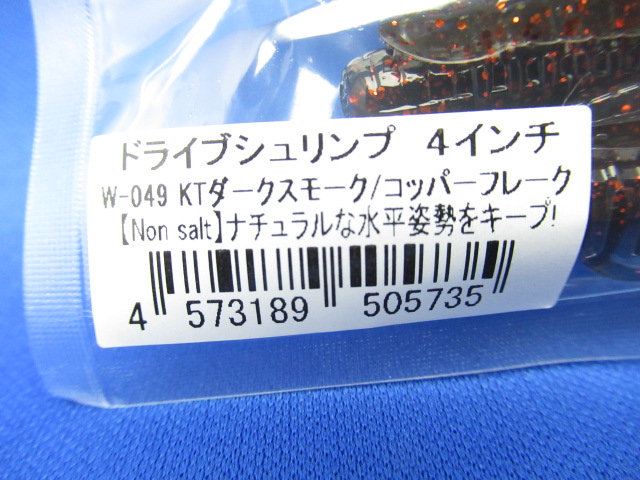 ドライブシュリンプ 4インチ
W-049 KTダークスモーク/コッパーフレーク
【Non salt】ナチュラルな水平姿勢をキープ!
4 573189 505735